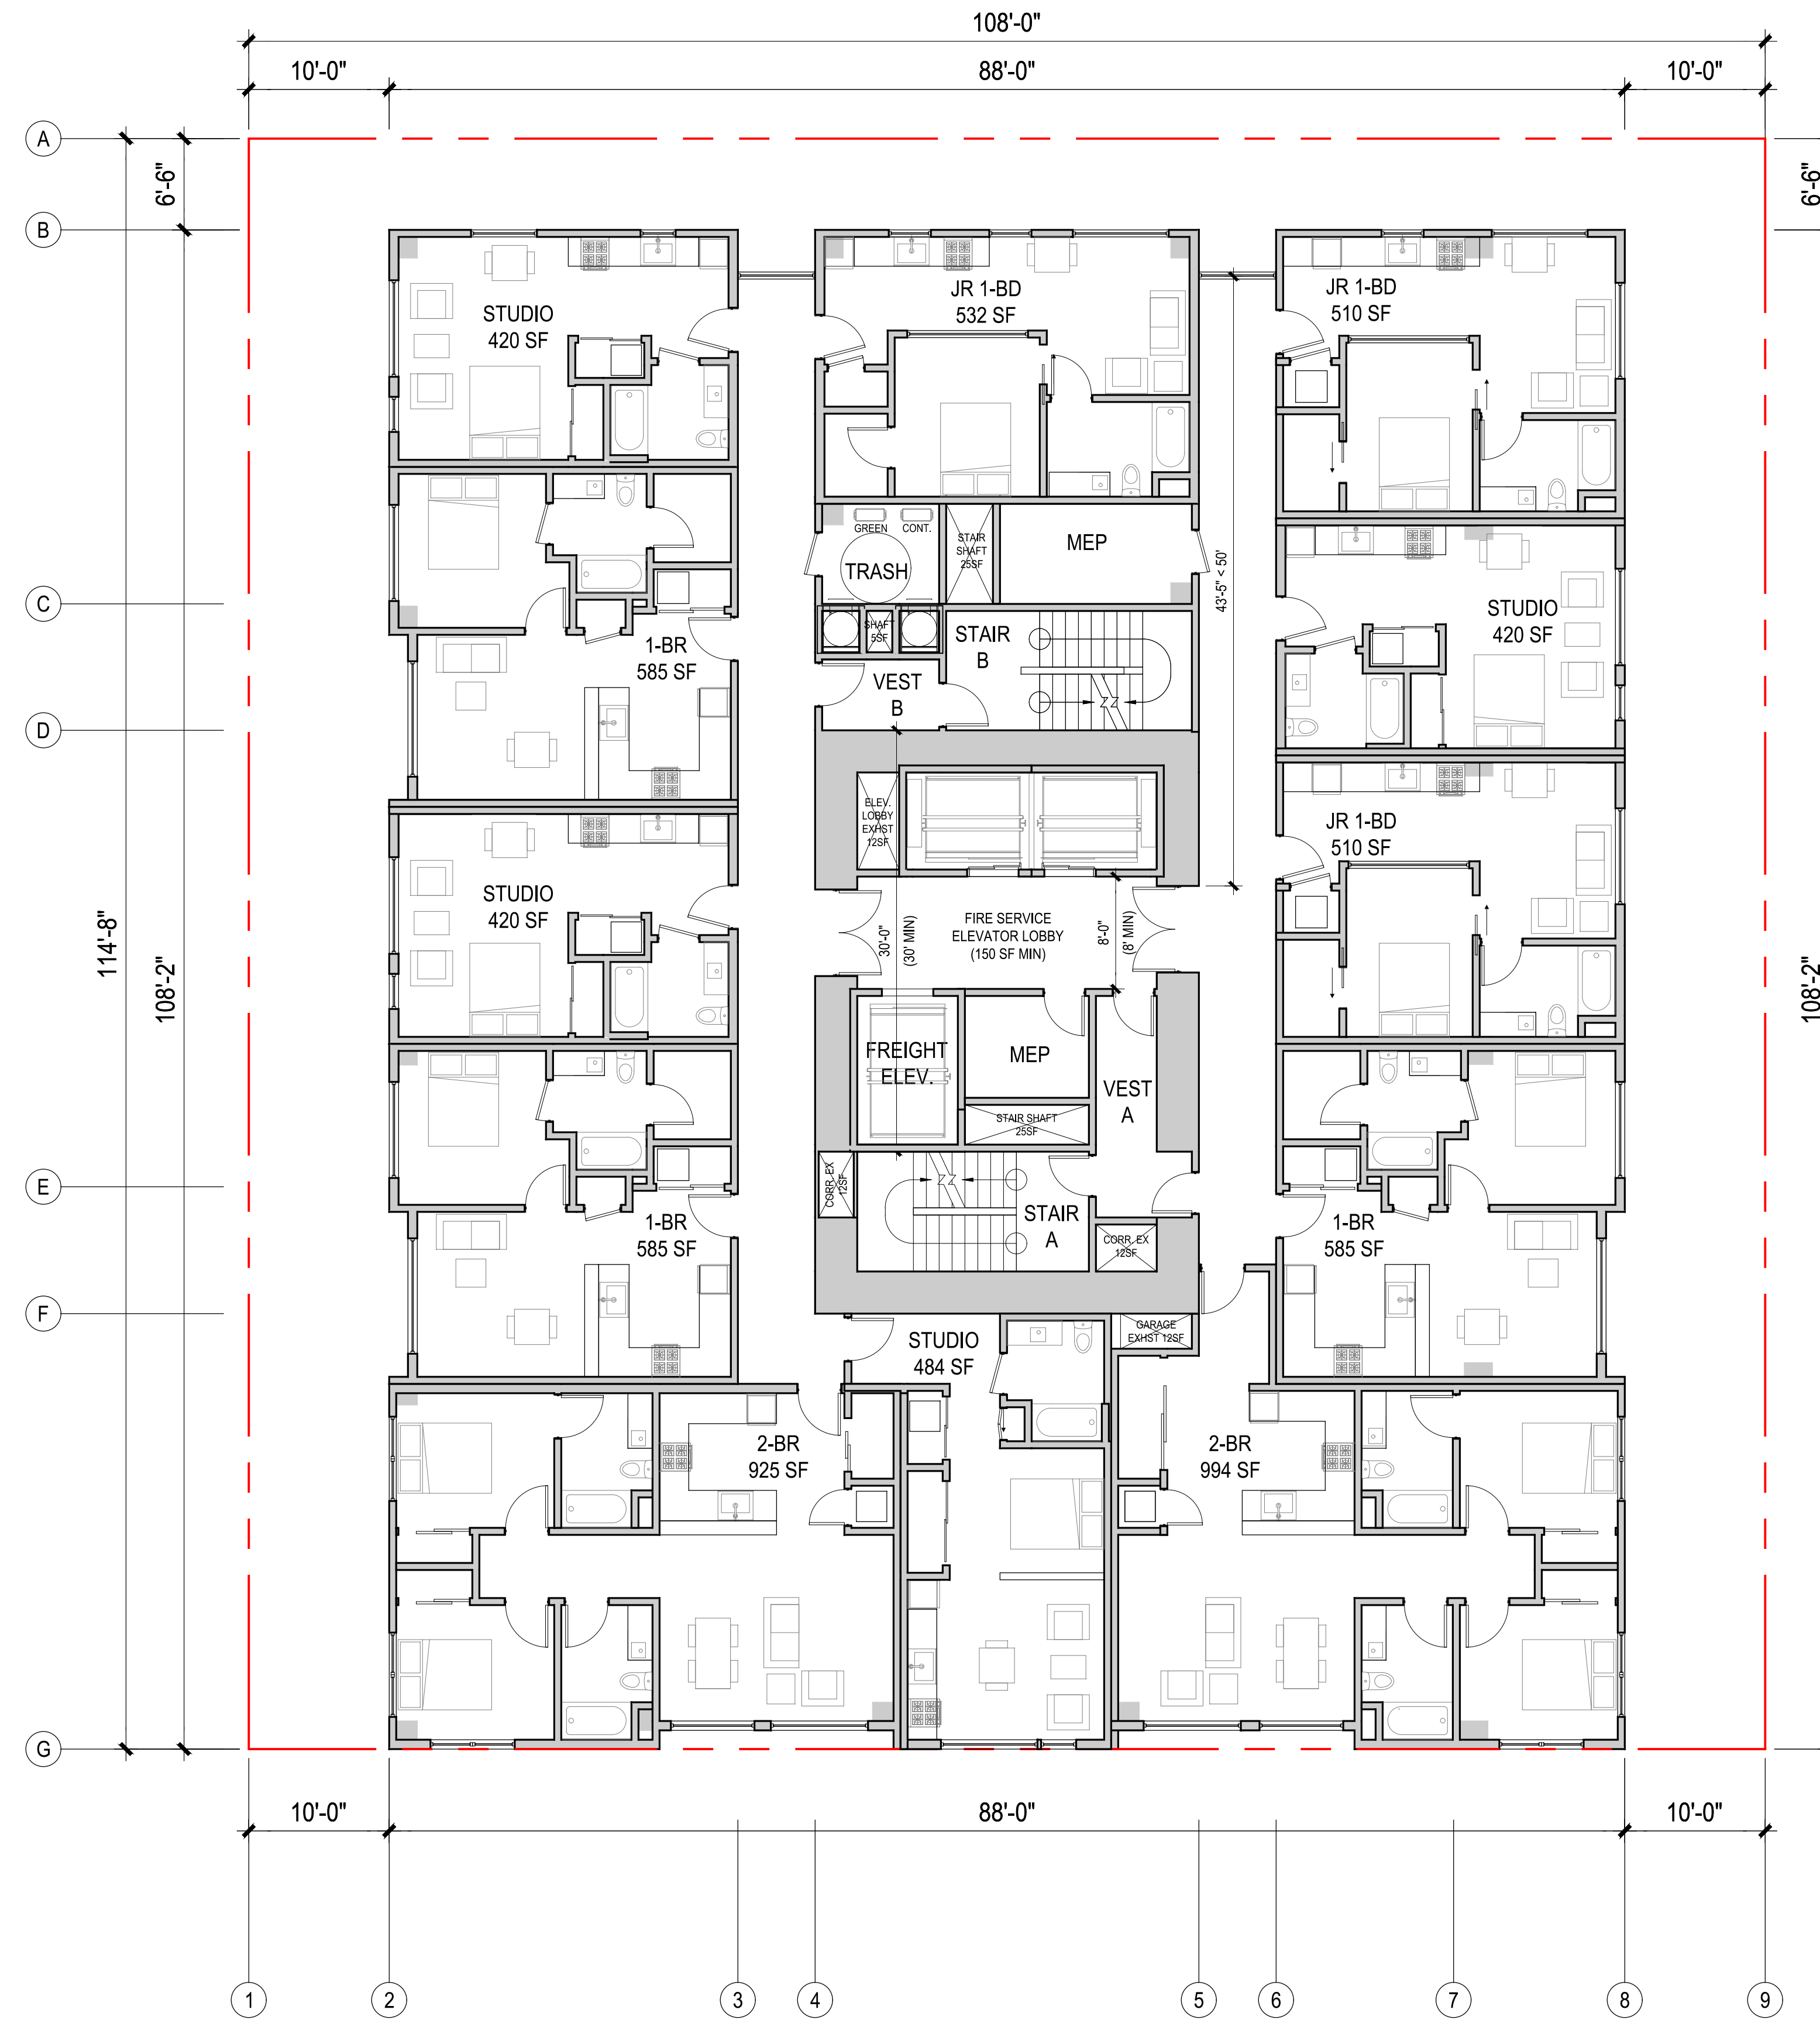 108'-0"
10'-0"
88'-0"
10'-0"
A
6'-6"
6'-6"
B
STUDIO
420 SF
JR 1-BD
532 SF
JR 1-BD
510 SF
GREEN
CONT.
TRASH
STAIR
SHAFT
25SF
MEP
43'-5" < 50'
C
STUDIO
420 SF
1-BR
585 SF
SHAFT
5SF
STAIR
B
VEST
B
D
ELEV.
LOBBY
EXHST
12SF
JR 1-BD
510 SF
STUDIO
420 SF
114'-8"
108'-2"
108'-2"
30'-0"
(30' MIN)
FIRE SERVICE
ELEVATOR LOBBY
(150 SF MIN)
8'-0"
(8' MIN)
FREIGHT
ELEV.
MEP
VEST
A
STAIR SHAFT
25SF
E
CORR. EX
12SF
1-BR
585 SF
STAIR
A
CORR. EX
12SF
1-BR
585 SF
F
STUDIO
484 SF
GARAGE
EXHST 12SF
2-BR
925 SF
2-BR
994 SF
G
10'-0"
88'-0"
10'-0"
1
2
3
4
5
6
7
8
9